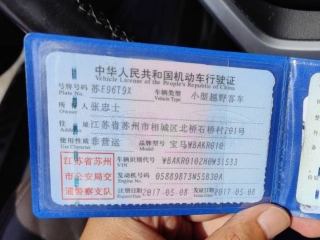 中华人民共和国机动车行驶证
Vehicle License of the People's Republic of China
号牌号码 苏E96T9X 车辆类型 小型越野客车
Plate No. Vehicle Type
所有人 张忠士
Owner
住址 江苏省苏州市相城区北桥石桥村201号
Address
使用性质 非营运 品牌型号 宝马WBAKR010
Use Character Model
江苏省苏 车辆识别代号 WBAKR010ZH0W31533
VIN
州市公安局交 发动机号码 05889873N55B30A
Engine No.
通警察支队 注册日期 2017-05-08 发证日期 2017-05-08